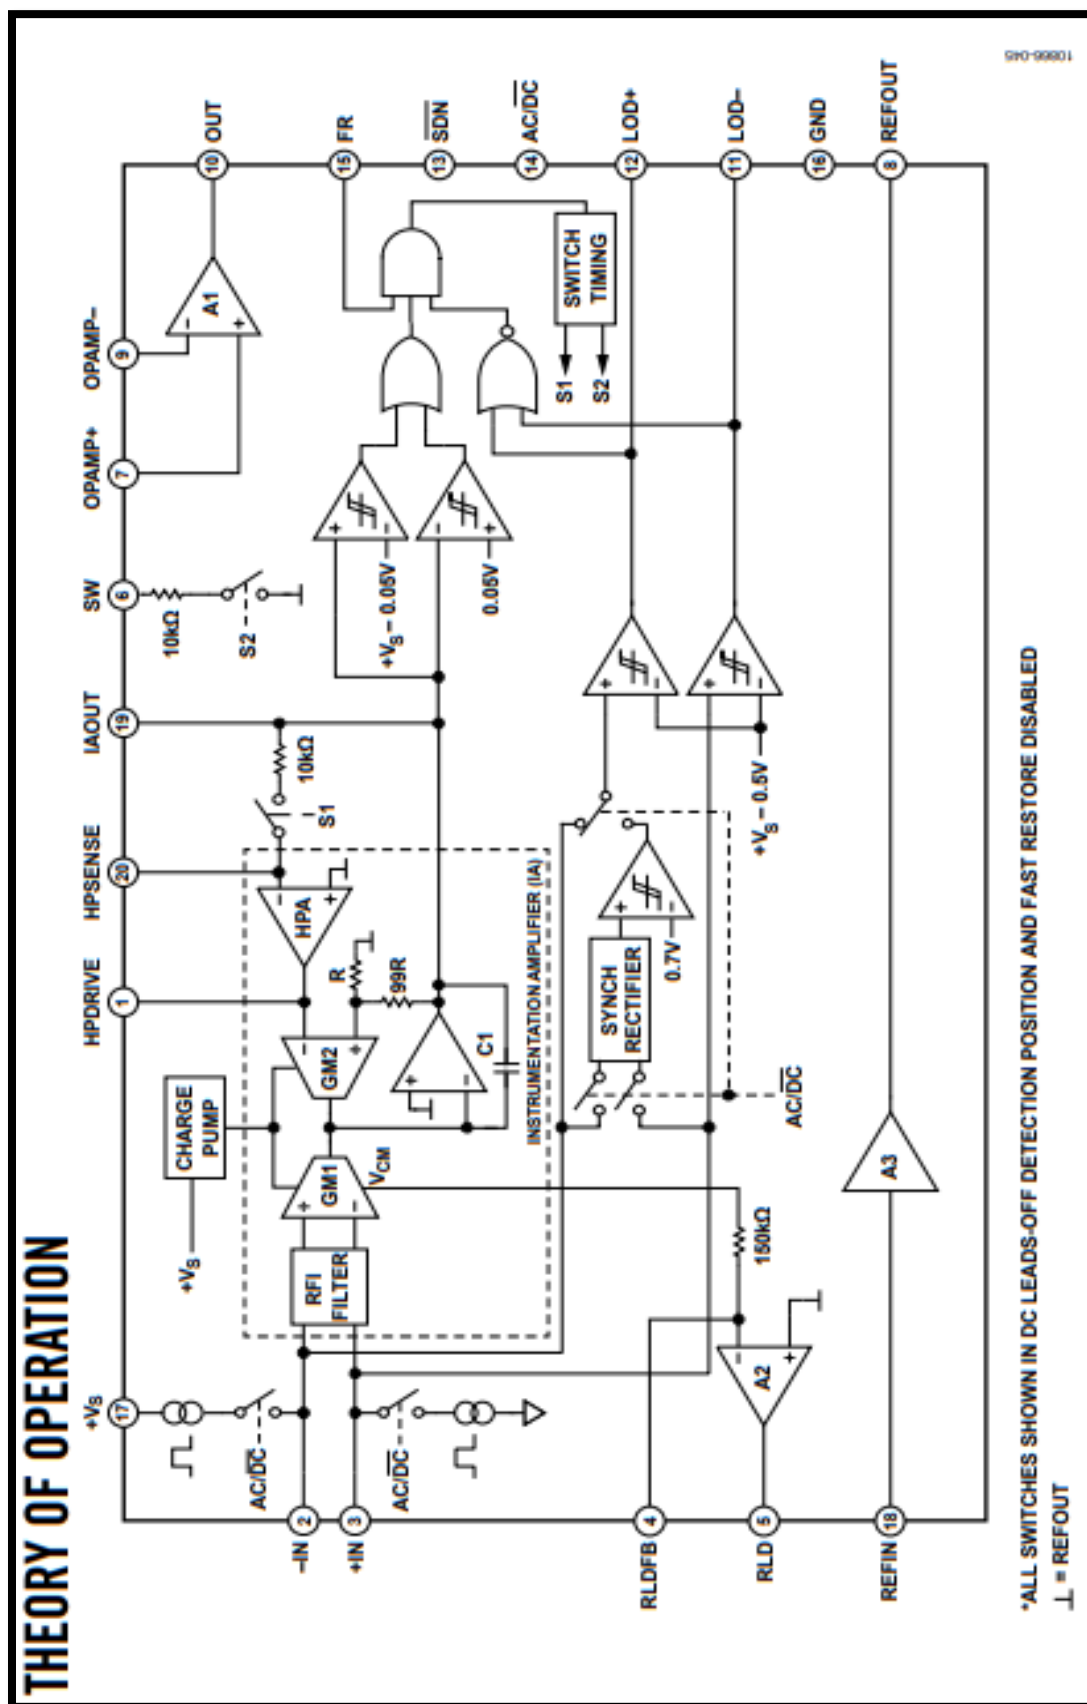 THEORY OF OPERATION
+VS
17
HPDRIVE
1
HPSENSE
20
IAOUT
19
SW
6
OPAMP+
7
OPAMP–
9
+VS
CHARGE
PUMP
10kΩ
S2
A1
–
+
10
OUT
AC/DC
–IN
2
+IN
3
AC/DC
RFI
FILTER
+
GM1
–
VCM
–
GM2
+
R
99R
–
HPA
+
S1
10kΩ
+
–
C1
INSTRUMENTATION AMPLIFIER (IA)
+
–
+VS – 0.05V
–
–
0.05V
15
FR
13
SDN
14
AC/DC
S1
S2
SWITCH
TIMING
12
LOD+
11
LOD–
16
GND
8
REFOUT
RLDFB
4
RLD
5
REFIN
18
–
A2
+
150kΩ
SYNCH
RECTIFIER
+
–
0.7V
AC/DC
+
–
+
–
+VS – 0.5V
A3
*ALL SWITCHES SHOWN IN DC LEADS-OFF DETECTION POSITION AND FAST RESTORE DISABLED
⊥ = REFOUT
10866-045